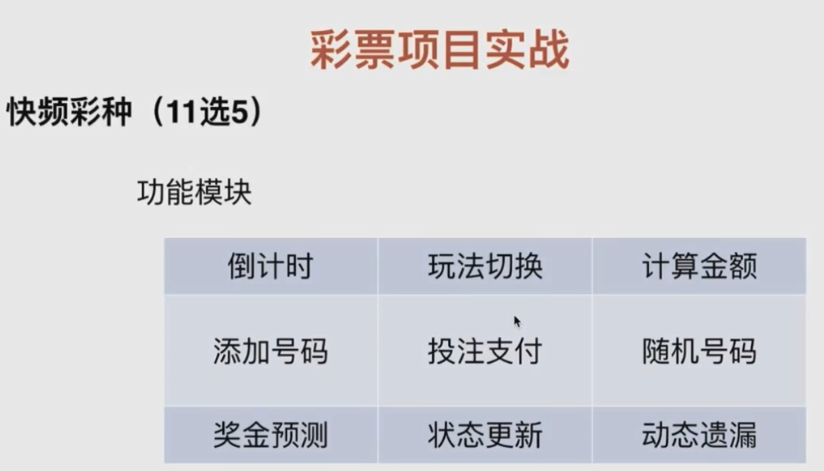 彩票项目实战
快频彩种（11选5）
功能模块
倒计时 玩法切换 计算金额
添加号码 投注支付 随机号码
奖金预测 状态更新 动态遗漏